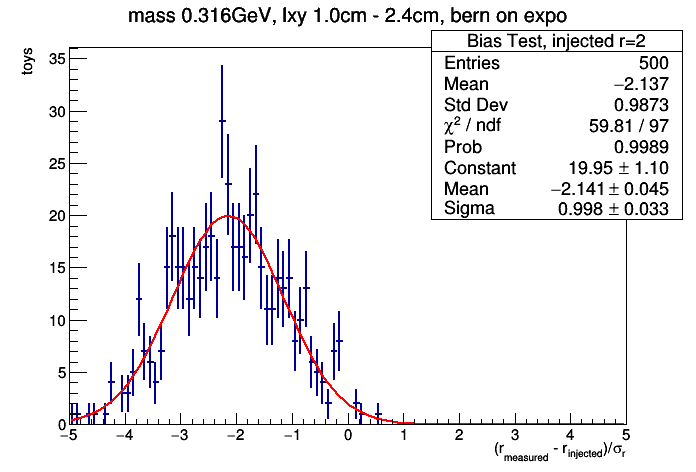 mass 0.316GeV, lxy 1.0cm - 2.4cm, bern on expo
Bias Test, injected r=2
Entries 500
Mean −2.137
Std Dev 0.9873
χ² / ndf 59.81 / 97
Prob 0.9989
Constant 19.95 ± 1.10
Mean −2.141 ± 0.045
Sigma 0.998 ± 0.033
toys
35
30
25
20
15
10
5
0
−5 −4 −3 −2 −1 0 1 2 3 4 5
(r_measured - r_injected)/σ_r